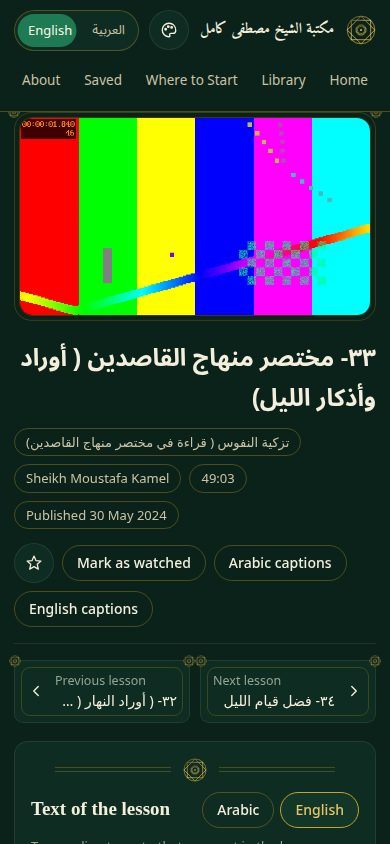 English
العربية
مكتبة الشيخ مصطفى كامل
About
Saved
Where to Start
Library
Home
00:00:01.840
46
٣٣- مختصر منهاج القاصدين ( أوراد
وأذكار الليل)
تزكية النفوس ( قراءة في مختصر منهاج القاصدين)
Sheikh Moustafa Kamel
49:03
Published 30 May 2024
Mark as watched
Arabic captions
English captions
Previous lesson
٣٢- ( أوراد النهار ( ...
Next lesson
٣٤- فضل قيام الليل
Text of the lesson
Arabic
English